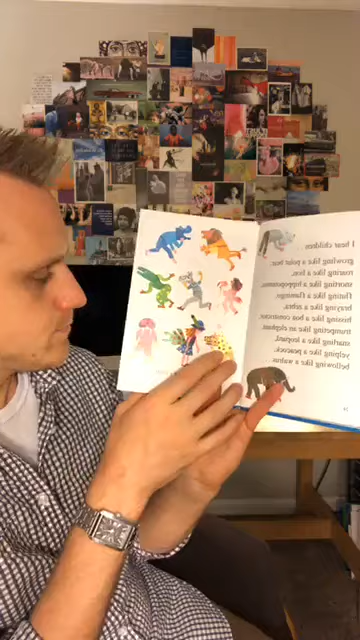 I hear children...
growling like a polar bear,
roaring like a lion,
snorting like a hippopotamus,
fluting like a flamingo,
braying like a zebra,
hissing like a boa constrictor,
trumpeting like an elephant,
snarling like a leopard,
yelping like a peacock,
bellowing like a walrus.